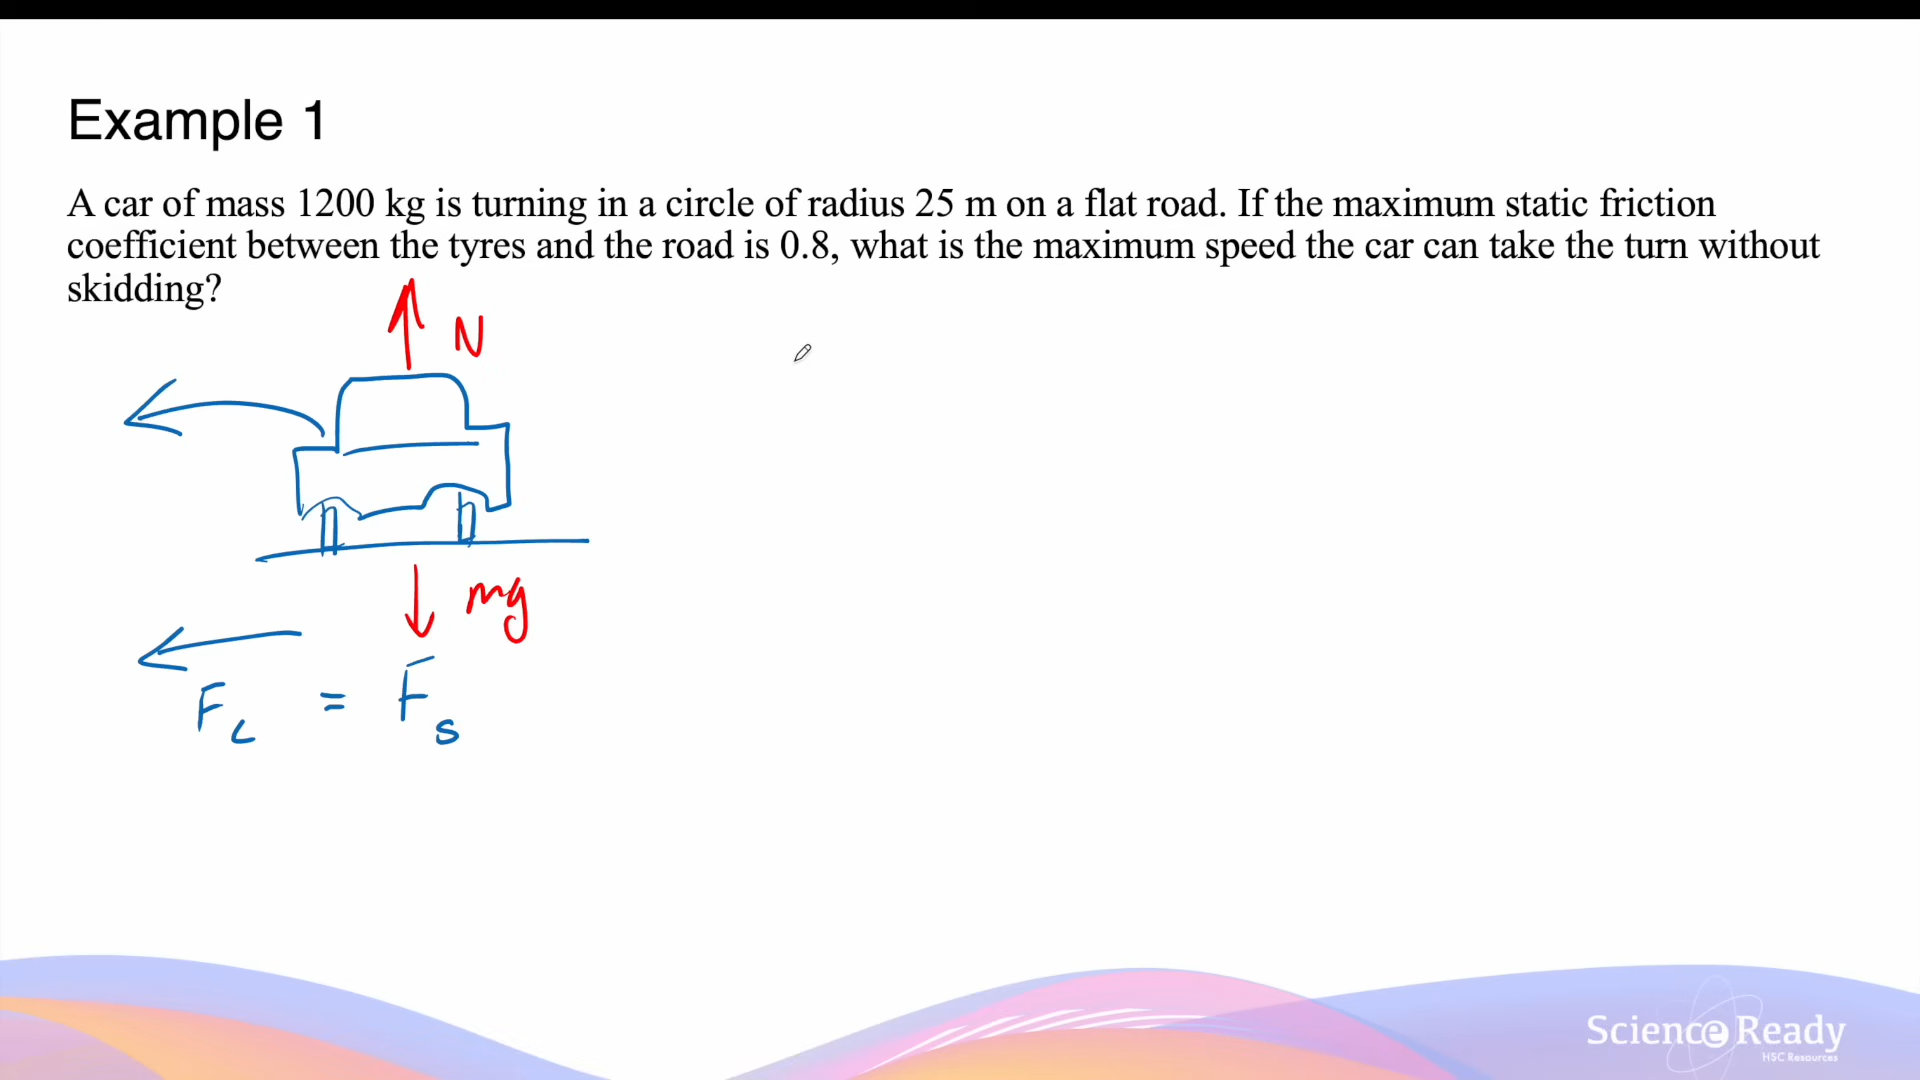 Example 1
A car of mass 1200 kg is turning in a circle of radius 25 m on a flat road. If the maximum static friction
coefficient between the tyres and the road is 0.8, what is the maximum speed the car can take the turn without
skidding?
N
mg
Fc = Fs
Science Ready
HSC Resources